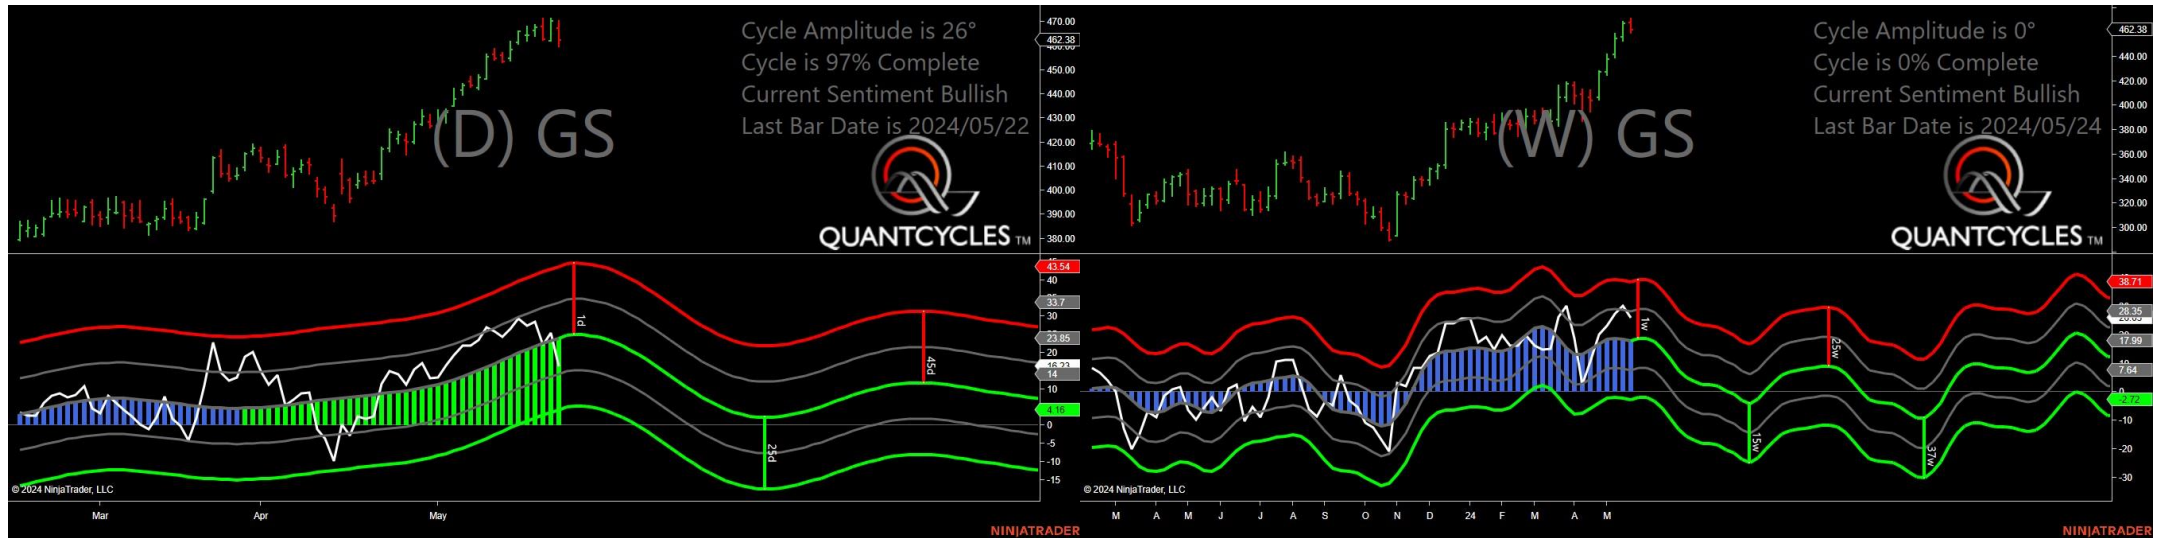 Cycle Amplitude is 26°
Cycle is 97% Complete
Current Sentiment Bullish
Last Bar Date is 2024/05/22
(D) GS
QUANTCYCLES TM
470.00
462.38
450.00
440.00
430.00
420.00
410.00
400.00
390.00
380.00
43.54
40
33.7
30
23.85
20
16.23
14
10
4.16
0
-5
-10
-15
1d
25d
45d
© 2024 NinjaTrader, LLC
Mar Apr May
NINJATRADER
Cycle Amplitude is 0°
Cycle is 0% Complete
Current Sentiment Bullish
Last Bar Date is 2024/05/24
(W) GS
QUANTCYCLES TM
462.38
440.00
420.00
400.00
380.00
360.00
340.00
320.00
300.00
38.71
28.35
17.99
7.64
0
-2.72
-10
-20
-30
1w
15w
25w
37w
© 2024 NinjaTrader, LLC
M A M J J A S O N D 24 F M A M
NINJATRADER